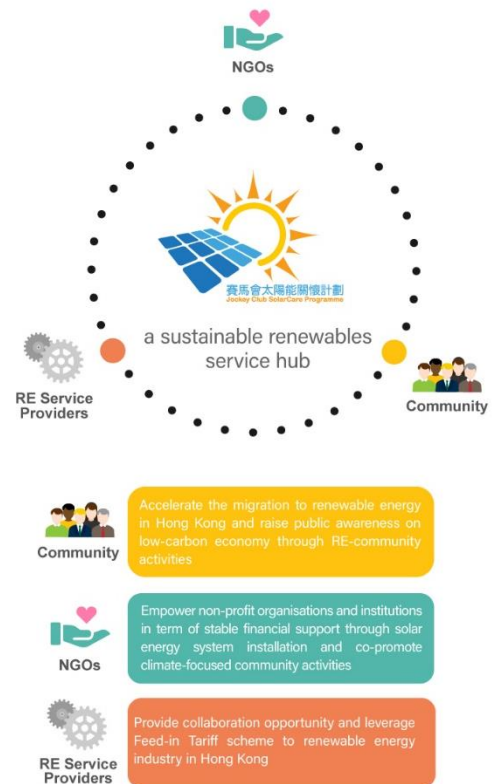 NGOs
賽馬會太陽能關懷計劃
Jockey Club SolarCare Programme
a sustainable renewables
service hub
RE Service
Providers
Community
Community
Accelerate the migration to renewable energy
in Hong Kong and raise public awareness on
low-carbon economy through RE-community
activities
NGOs
Empower non-profit organisations and institutions
in term of stable financial support through solar
energy system installation and co-promote
climate-focused community activities
RE Service
Providers
Provide collaboration opportunity and leverage
Feed-in Tariff scheme to renewable energy
industry in Hong Kong